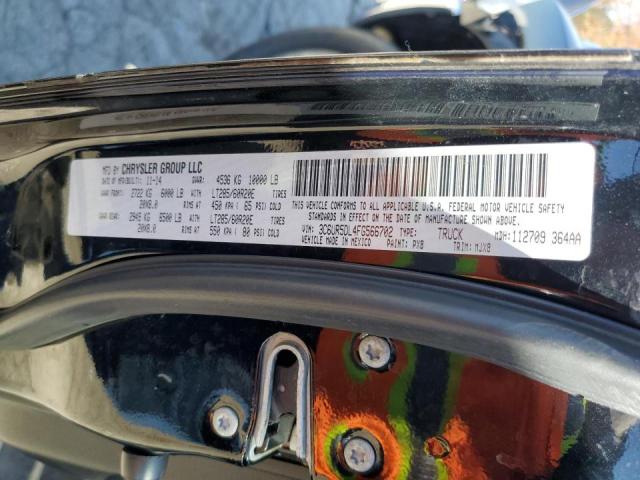 MFD BY CHRYSLER GROUP LLC
DATE OF MFR/BUILT: 11-14 GVWR: 4536 KG 10000 LB
GAWR-FRONT: 2722 KG 6000 LB WITH LT285/60R20E TIRES
20X8.0 RIMS AT 450 KPA ( 65 PSI) COLD
GAWR-REAR: 2948 KG 6500 LB WITH LT285/60R20E TIRES
20X8.0 RIMS AT 550 KPA ( 80 PSI) COLD
THIS VEHICLE CONFORMS TO ALL APPLICABLE U.S.A. FEDERAL MOTOR VEHICLE SAFETY
STANDARDS IN EFFECT ON THE DATE OF MANUFACTURE SHOWN ABOVE.
VIN: 3C6UR5DL4FG566702 TYPE: TRUCK MDH: 112709 364AA
VEHICLE MADE IN MEXICO PAINT: PX8 TRIM: MJX8